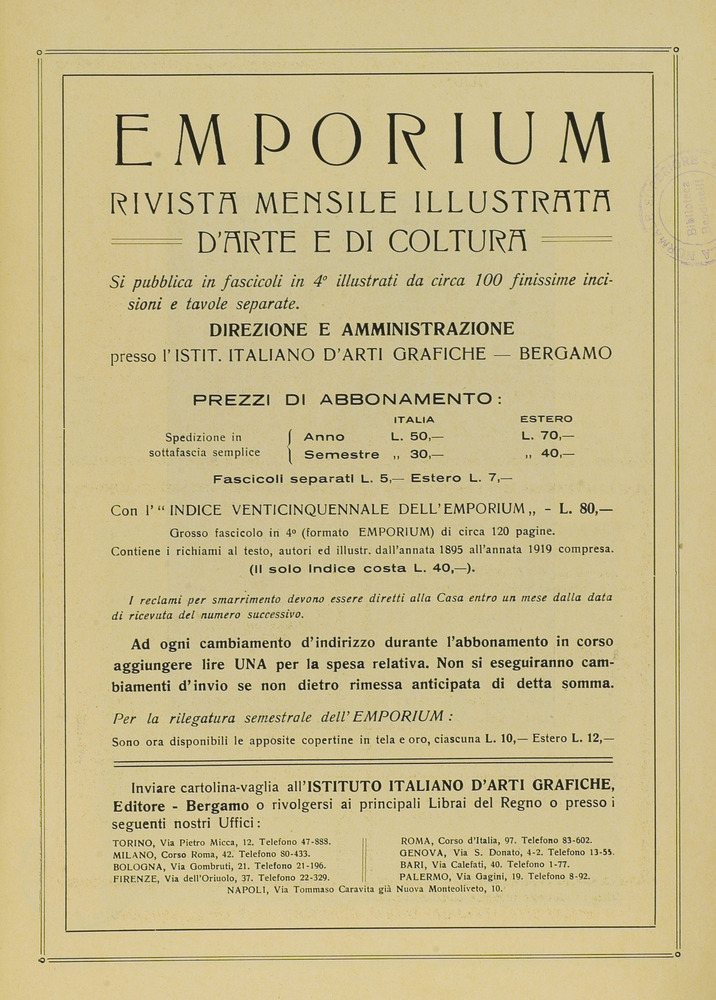 EMPORIUM
RIVISTA MENSILE ILLUSTRATA
D'ARTE E DI COLTURA
Si pubblica in fascicoli in 4º illustrati da circa 100 finissime inci-
sioni e tavole separate.
DIREZIONE E AMMINISTRAZIONE
presso l'ISTIT. ITALIANO D'ARTI GRAFICHE — BERGAMO
PREZZI DI ABBONAMENTO:
ITALIA ESTERO
Spedizione in sottafascia semplice
Anno L. 50,— L. 70,—
Semestre „ 30,— „ 40,—
Fascicoli separati L. 5,— Estero L. 7,—
Con l'“ INDICE VENTICINQUENNALE DELL'EMPORIUM„ - L. 80,—
Grosso fascicolo in 4º (formato EMPORIUM) di circa 120 pagine.
Contiene i richiami al testo, autori ed illustr. dall'annata 1895 all'annata 1919 compresa.
(Il solo Indice costa L. 40,—).
I reclami per smarrimento devono essere diretti alla Casa entro un mese dalla data
di ricevuta del numero successivo.
Ad ogni cambiamento d'indirizzo durante l'abbonamento in corso
aggiungere lire UNA per la spesa relativa. Non si eseguiranno cam-
biamenti d'invio se non dietro rimessa anticipata di detta somma.
Per la rilegatura semestrale dell'EMPORIUM :
Sono ora disponibili le apposite copertine in tela e oro, ciascuna L. 10,— Estero L. 12,—
Inviare cartolina-vaglia all'ISTITUTO ITALIANO D'ARTI GRAFICHE,
Editore - Bergamo o rivolgersi ai principali Librai del Regno o presso i
seguenti nostri Uffici :
TORINO, Via Pietro Micca, 12. Telefono 47-888.
MILANO, Corso Roma, 42. Telefono 80-433.
BOLOGNA, Via Gombruti, 21. Telefono 21-196.
FIRENZE, Via dell'Oriuolo, 37. Telefono 22-329.
ROMA, Corso d'Italia, 97. Telefono 83-602.
GENOVA, Via S. Donato, 4-2. Telefono 13-55.
BARI, Via Calefati, 40. Telefono 1-77.
PALERMO, Via Gagini, 19. Telefono 8-92.
NAPOLI, Via Tommaso Caravita già Nuova Monteoliveto, 10.